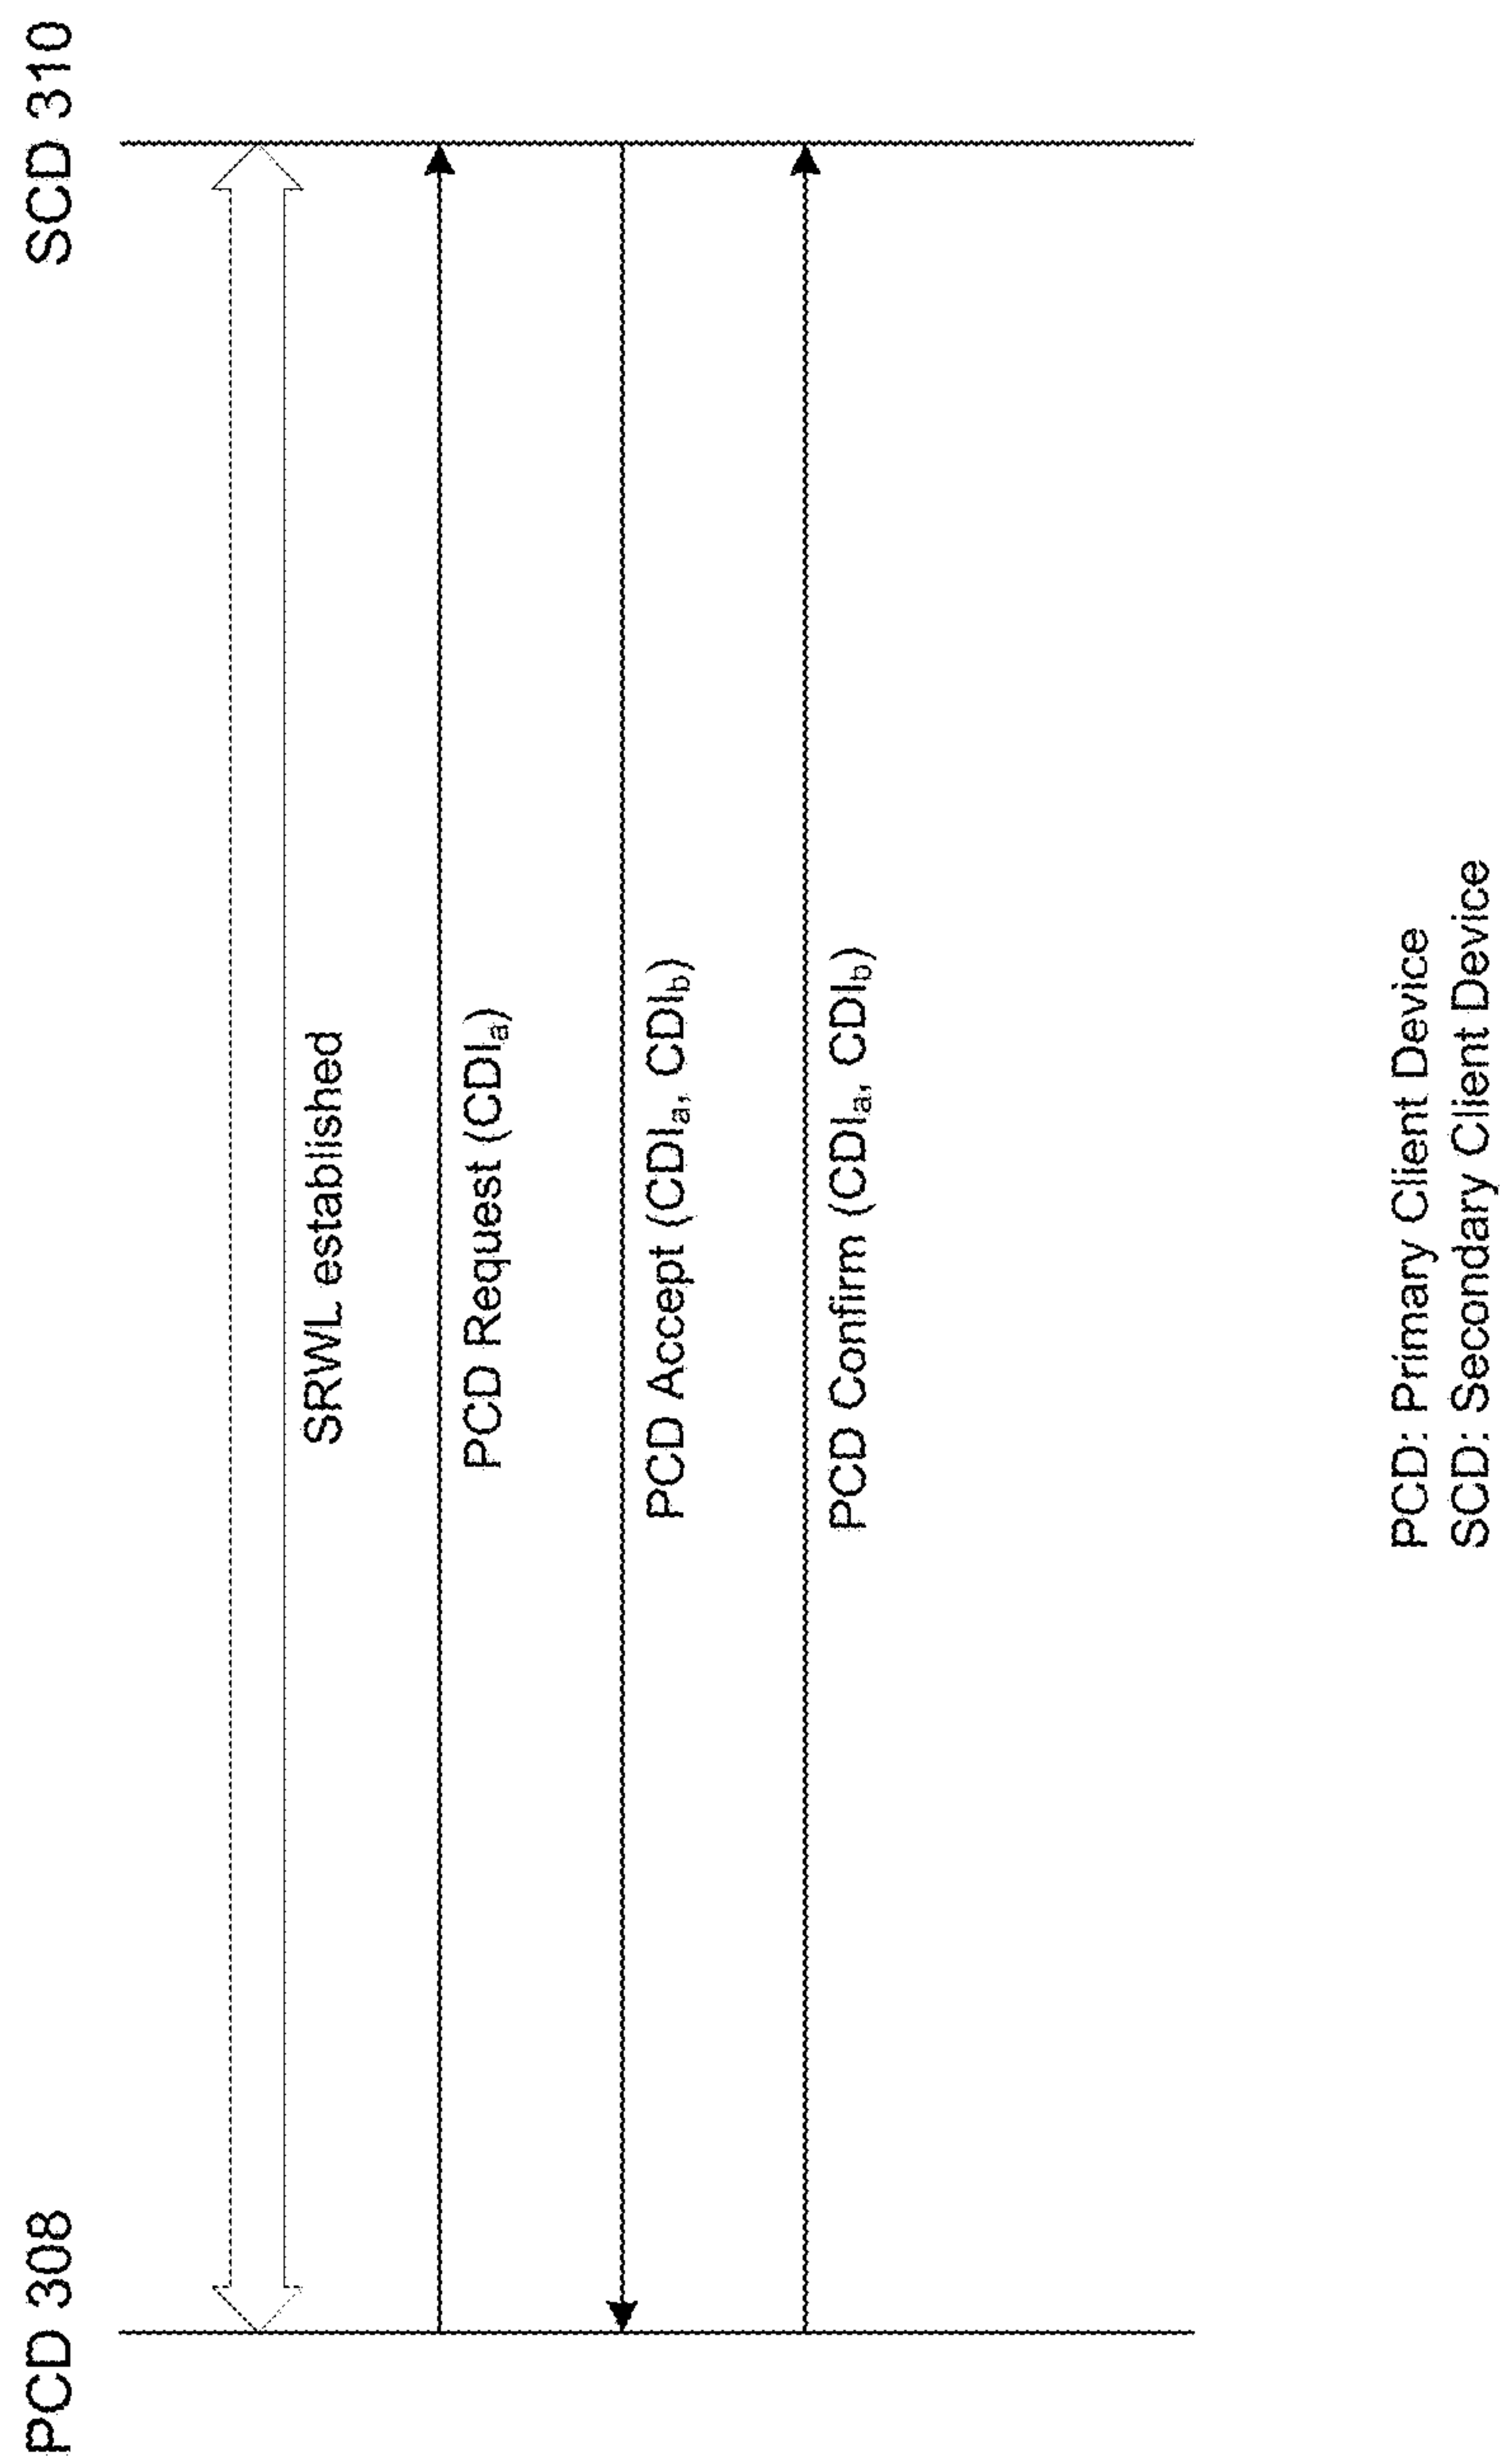 PCD 308
SCD 310
SRWL established
PCD Request (CDIa)
PCD Accept (CDIa, CDIb)
PCD Confirm (CDIa, CDIb)
PCD: Primary Client Device
SCD: Secondary Client Device